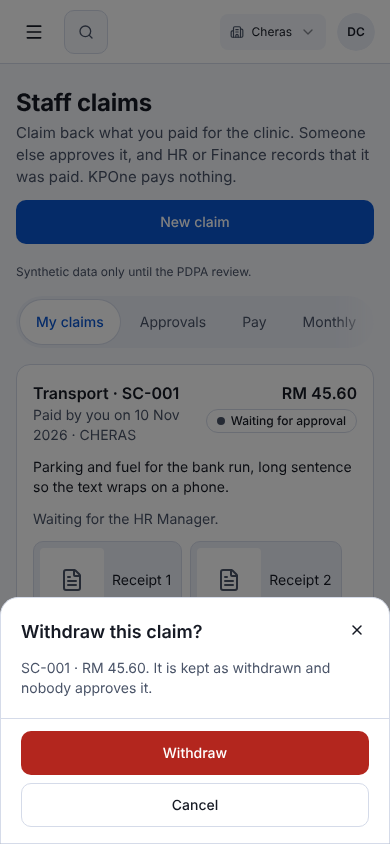 Cheras
DC
Staff claims
Claim back what you paid for the clinic. Someone
else approves it, and HR or Finance records that it
was paid. KPOne pays nothing.
New claim
Synthetic data only until the PDPA review.
My claims
Approvals
Pay
Monthly
Transport · SC-001
RM 45.60
Paid by you on 10 Nov
2026 · CHERAS
Waiting for approval
Parking and fuel for the bank run, long sentence
so the text wraps on a phone.
Waiting for the HR Manager.
Receipt 1
Receipt 2
Withdraw this claim?
SC-001 · RM 45.60. It is kept as withdrawn and
nobody approves it.
Withdraw
Cancel